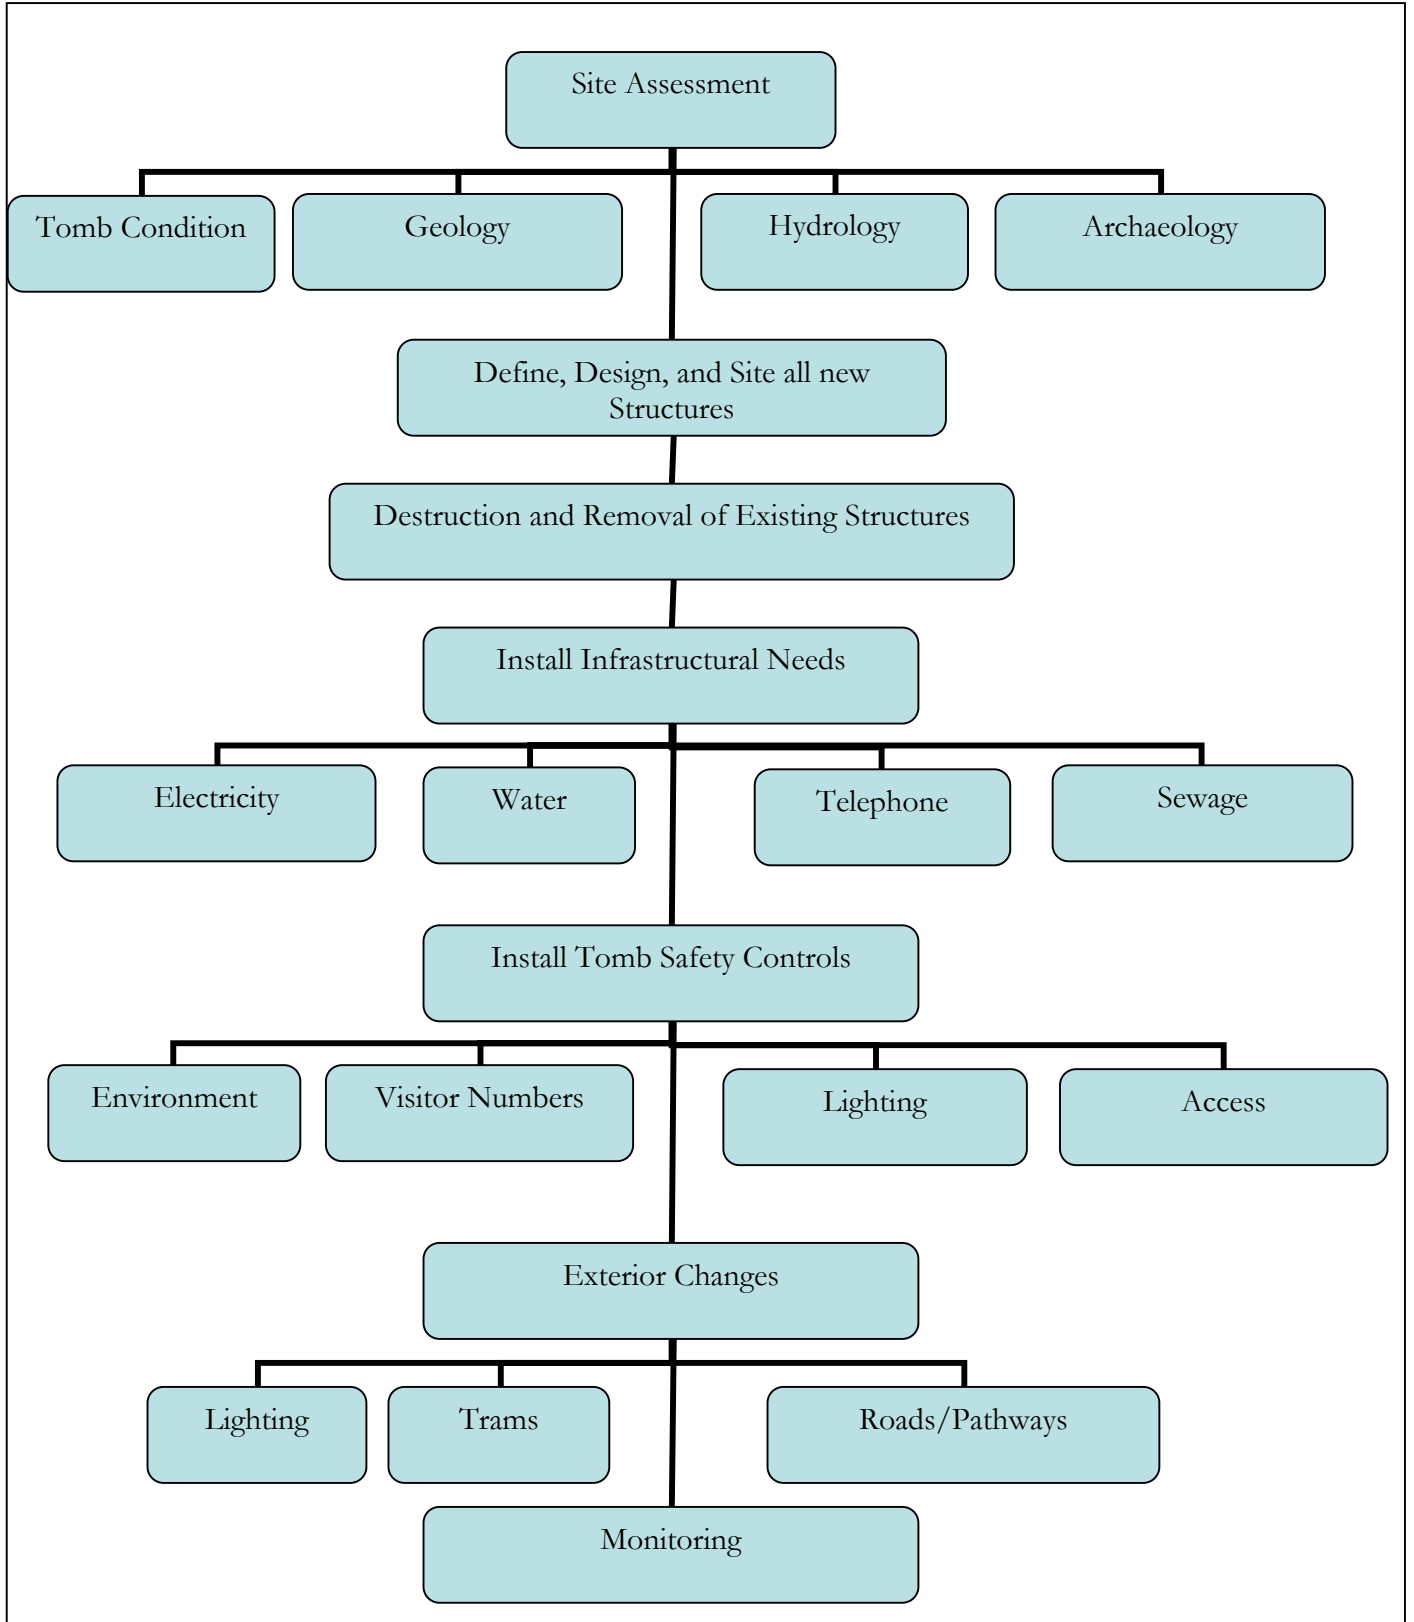 Site Assessment
Tomb Condition
Geology
Hydrology
Archaeology
Define, Design, and Site all new
Structures
Destruction and Removal of Existing Structures
Install Infrastructural Needs
Electricity
Water
Telephone
Sewage
Install Tomb Safety Controls
Environment
Visitor Numbers
Lighting
Access
Exterior Changes
Lighting
Trams
Roads/Pathways
Monitoring